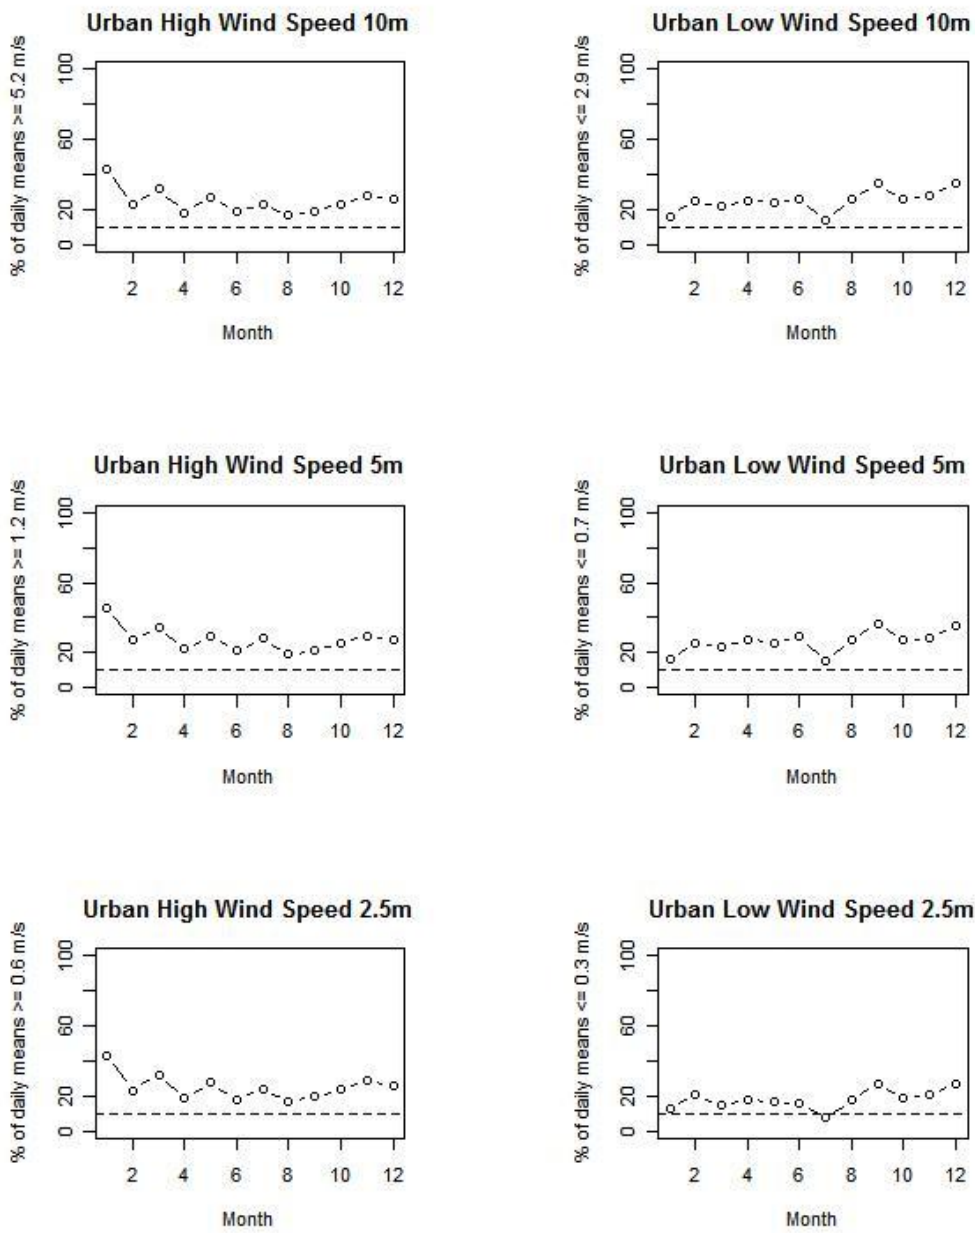 Urban High Wind Speed 10m
% of daily means >= 5.2 m/s
100
60
20
0
2 4 6 8 10 12
Month
Urban Low Wind Speed 10m
% of daily means <= 2.9 m/s
100
60
20
0
2 4 6 8 10 12
Month
Urban High Wind Speed 5m
% of daily means >= 1.2 m/s
100
60
20
0
2 4 6 8 10 12
Month
Urban Low Wind Speed 5m
% of daily means <= 0.7 m/s
100
60
20
0
2 4 6 8 10 12
Month
Urban High Wind Speed 2.5m
% of daily means >= 0.6 m/s
100
60
20
0
2 4 6 8 10 12
Month
Urban Low Wind Speed 2.5m
% of daily means <= 0.3 m/s
100
60
20
0
2 4 6 8 10 12
Month